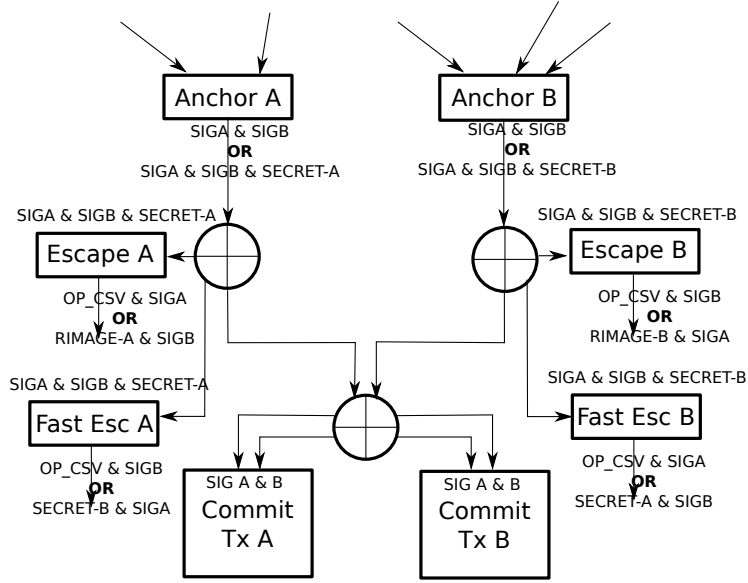 Anchor A
SIGA & SIGB
OR
SIGA & SIGB & SECRET-A
Anchor B
SIGA & SIGB
OR
SIGA & SIGB & SECRET-B
SIGA & SIGB & SECRET-A
Escape A
OP_CSV & SIGA
OR
RIMAGE-A & SIGB
SIGA & SIGB & SECRET-B
Escape B
OP_CSV & SIGB
OR
RIMAGE-B & SIGA
SIGA & SIGB & SECRET-A
Fast Esc A
OP_CSV & SIGB
OR
SECRET-B & SIGA
SIGA & SIGB & SECRET-B
Fast Esc B
OP_CSV & SIGA
OR
SECRET-A & SIGB
SIG A & B
Commit
Tx A
SIG A & B
Commit
Tx B